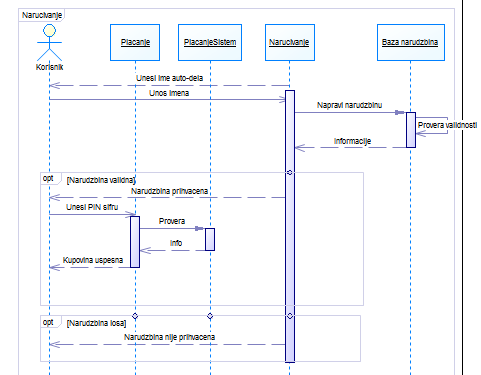 Narucivanje
Korisnik
Placanje
PlacanjeSistem
Narucivanje
Baza narudzbina
Unesi ime auto-dela
Unos imena
Napravi narudzbinu
Provera validnosti
Informacije
opt
[Narudzbina validna]
Narudzbina prihvacena
Unesi PIN sifru
Provera
Info
Kupovina uspesna
opt
[Narudzbina losa]
Narudzbina nije prihvacena